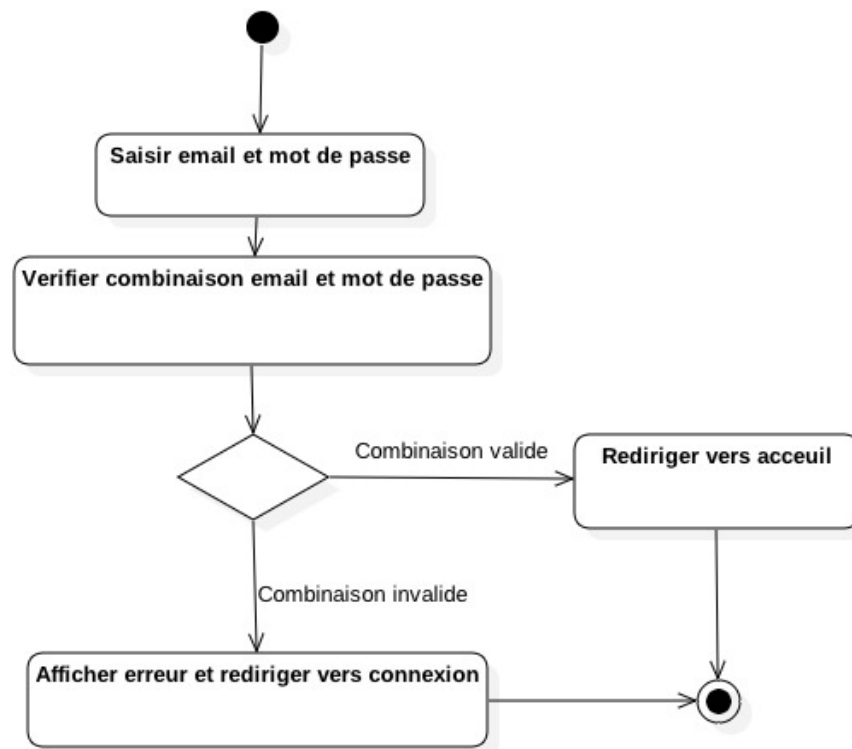 Saisir email et mot de passe
Verifier combinaison email et mot de passe
Combinaison valide
Rediriger vers acceuil
Combinaison invalide
Afficher erreur et rediriger vers connexion